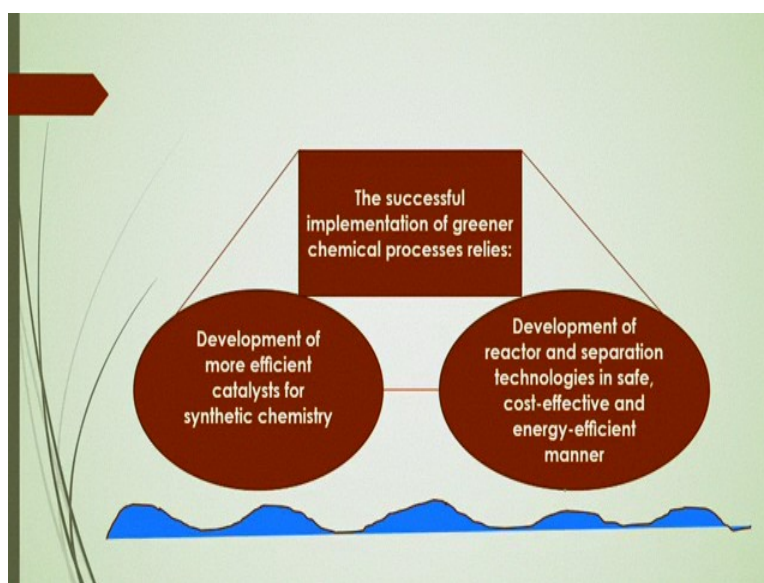 The successful
implementation of greener
chemical processes relies:
Development of
more efficient
catalysts for
synthetic chemistry
Development of
reactor and separation
technologies in safe,
cost-effective and
energy-efficient
manner